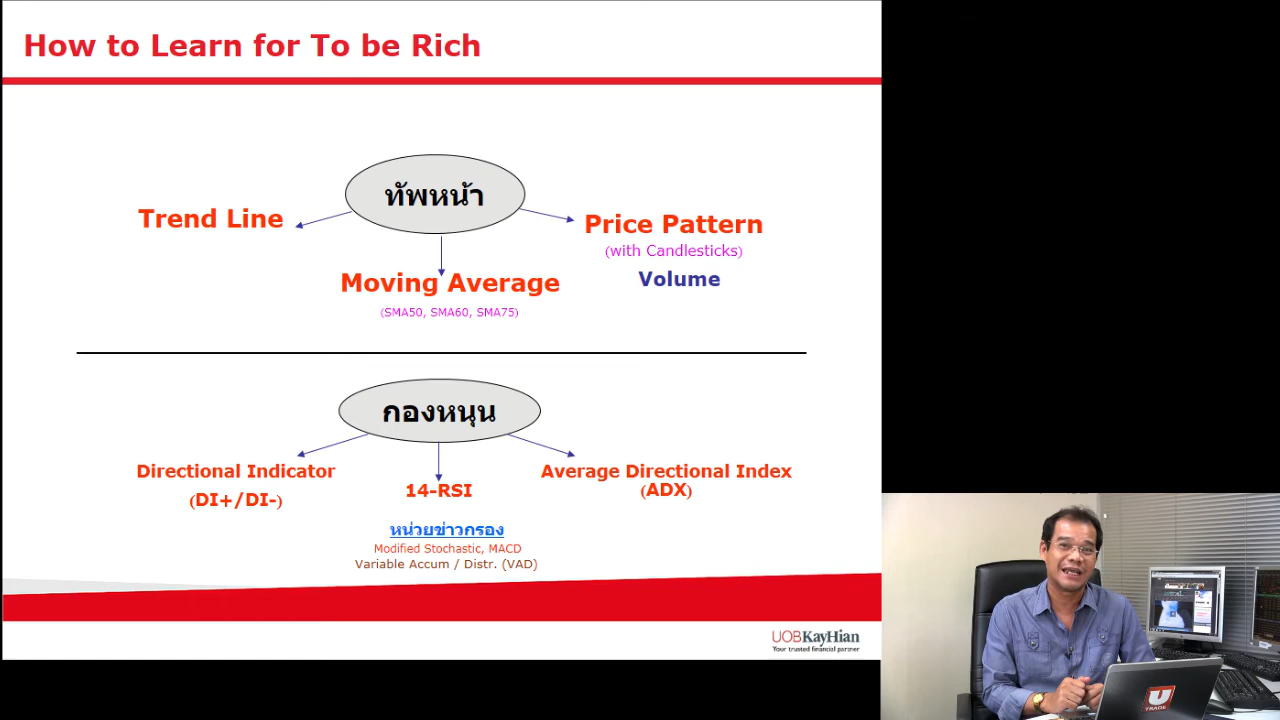 How to Learn for To be Rich
ทัพหน้า
Trend Line
Price Pattern
(with Candlesticks)
Volume
Moving Average
(SMA50, SMA60, SMA75)
กองหนุน
Directional Indicator
(DI+/DI-)
14-RSI
Average Directional Index
(ADX)
หน่วยข่าวกรอง
Modified Stochastic, MACD
Variable Accum / Distr. (VAD)
UOBKayHian
Your trusted financial partner
U
TRADE